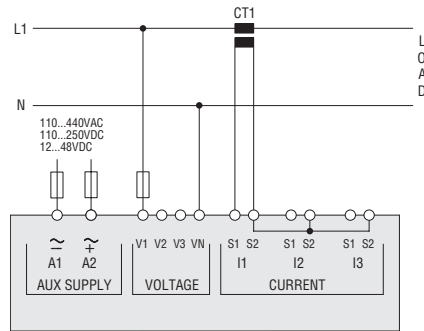 CT1
L1
L
O
A
D
N
110...440VAC
110...250VDC
12...48VDC
V1 V2 V3 VN S1 S2 S1 S2 S1 S2
A1 A2 I1 I2 I3
AUX SUPPLY VOLTAGE CURRENT